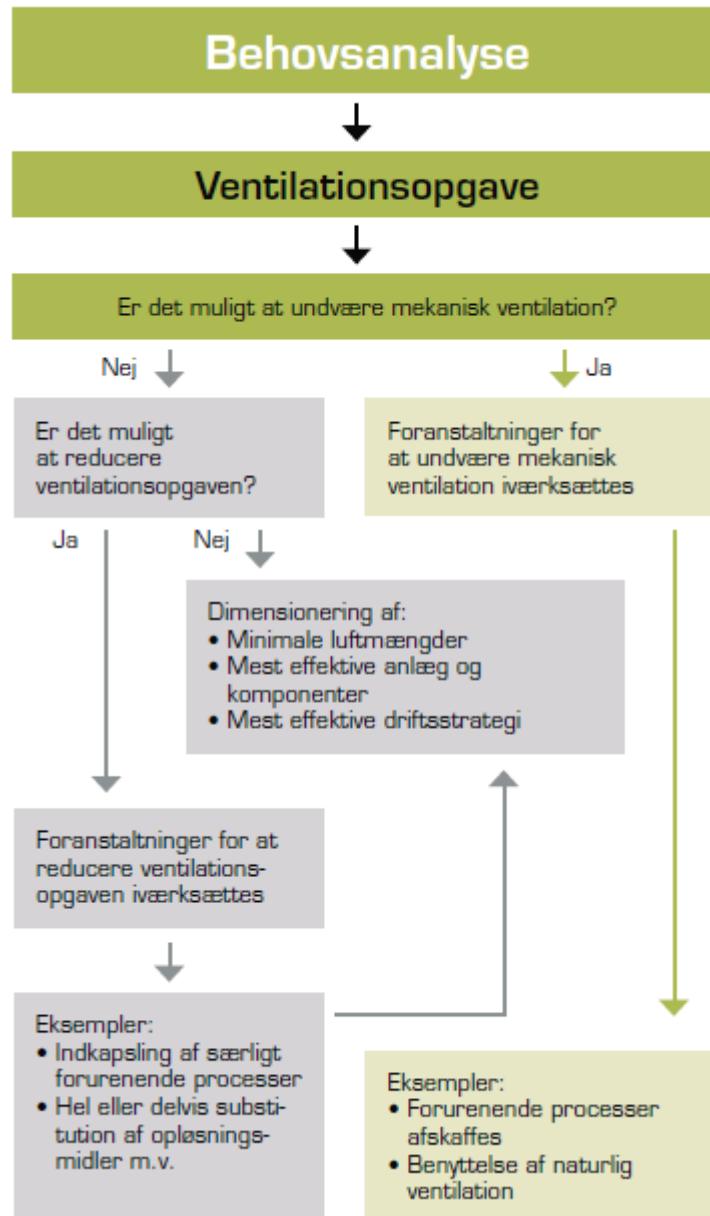 Behovsanalyse
Ventilationsopgave
Er det muligt at undvære mekanisk ventilation?
Nej
Ja
Er det muligt
at reducere
ventilationsopgaven?
Foranstaltninger for
at undvære mekanisk
ventilation iværksættes
Ja
Nej
Dimensionering af:
• Minimale luftmængder
• Mest effektive anlæg og
komponenter
• Mest effektive driftsstrategi
Foranstaltninger for at
reducere ventilations-
opgaven iværksættes
Eksempler:
• Indkapsling af særligt
forurenende processer
• Hel eller delvis substi-
tution af opløsnings-
midler m.v.
Eksempler:
• Forurenende processer
afskaffes
• Benyttelse af naturlig
ventilation